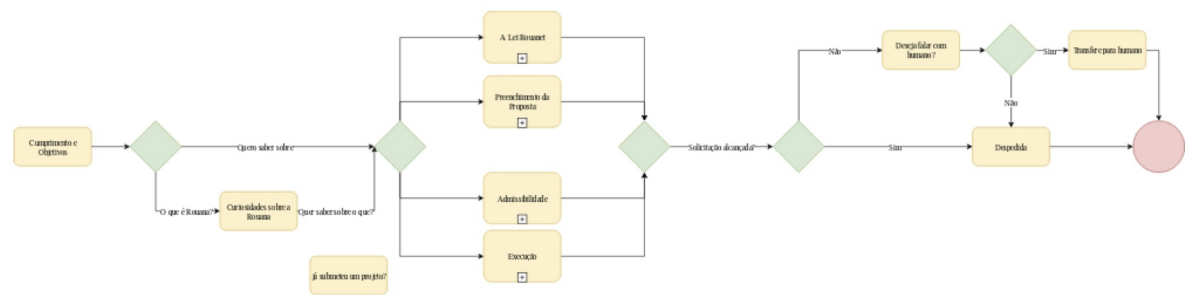 Cumprimento e
Objetivos
Quero saber sobre
O que é Rouana?
Curiosidades sobre a
Rouana
Quer saber sobre o que?
Já submeteu um projeto?
A Lei Rouanet
Preenchimento da
Proposta
Admissibilidade
Execução
Solicitação alcançada?
Não
Deseja falar com
humano?
Sim
Transfere para humano
Não
Sim
Despedida